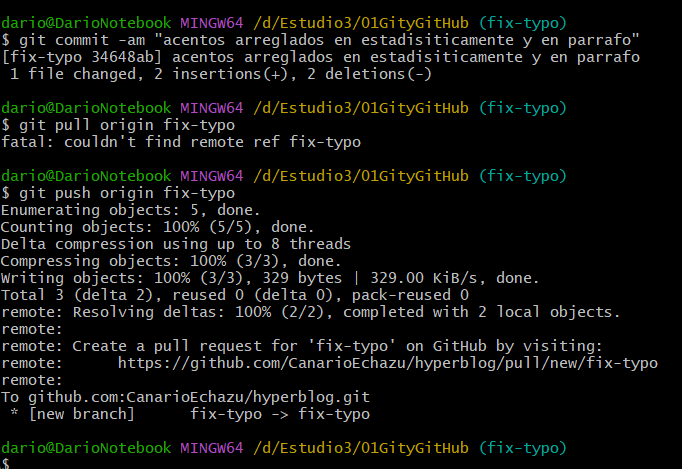 dario@DarioNotebook MINGW64 /d/Estudio3/01GityGitHub (fix-typo)
$ git commit -am "acentos arreglados en estadisiticamente y en parrafo"
[fix-typo 34648ab] acentos arreglados en estadisiticamente y en parrafo
 1 file changed, 2 insertions(+), 2 deletions(-)

dario@DarioNotebook MINGW64 /d/Estudio3/01GityGitHub (fix-typo)
$ git pull origin fix-typo
fatal: couldn't find remote ref fix-typo

dario@DarioNotebook MINGW64 /d/Estudio3/01GityGitHub (fix-typo)
$ git push origin fix-typo
Enumerating objects: 5, done.
Counting objects: 100% (5/5), done.
Delta compression using up to 8 threads
Compressing objects: 100% (3/3), done.
Writing objects: 100% (3/3), 329 bytes | 329.00 KiB/s, done.
Total 3 (delta 2), reused 0 (delta 0), pack-reused 0
remote: Resolving deltas: 100% (2/2), completed with 2 local objects.
remote:
remote: Create a pull request for 'fix-typo' on GitHub by visiting:
remote:      https://github.com/CanarioEchazu/hyperblog/pull/new/fix-typo
remote:
To github.com:CanarioEchazu/hyperblog.git
 * [new branch]      fix-typo -> fix-typo

dario@DarioNotebook MINGW64 /d/Estudio3/01GityGitHub (fix-typo)
$